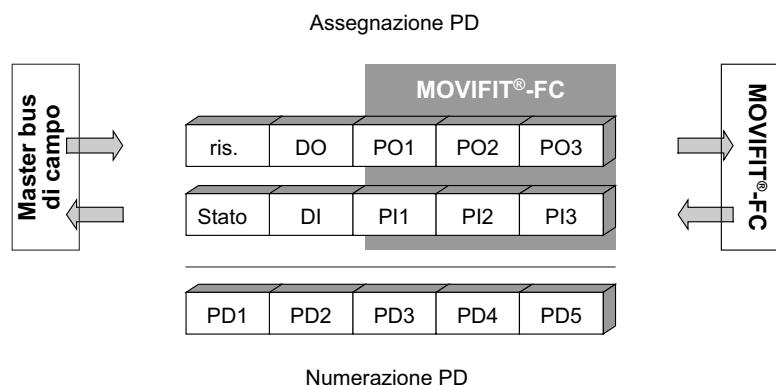 Assegnazione PD
Master bus
di campo
MOVIFIT®-FC
MOVIFIT®-FC
ris. DO PO1 PO2 PO3
Stato DI PI1 PI2 PI3
PD1 PD2 PD3 PD4 PD5
Numerazione PD